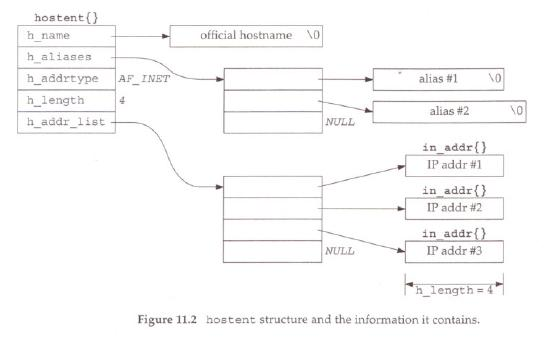 hostent{}
h_name
official hostname \0
h_aliases
h_addrtype AF_INET
alias #1 \0
h_length 4
alias #2 \0
h_addr_list
NULL
in_addr{}
IP addr #1
in_addr{}
IP addr #2
in_addr{}
NULL
IP addr #3
h_length = 4
Figure 11.2 hostent structure and the information it contains.